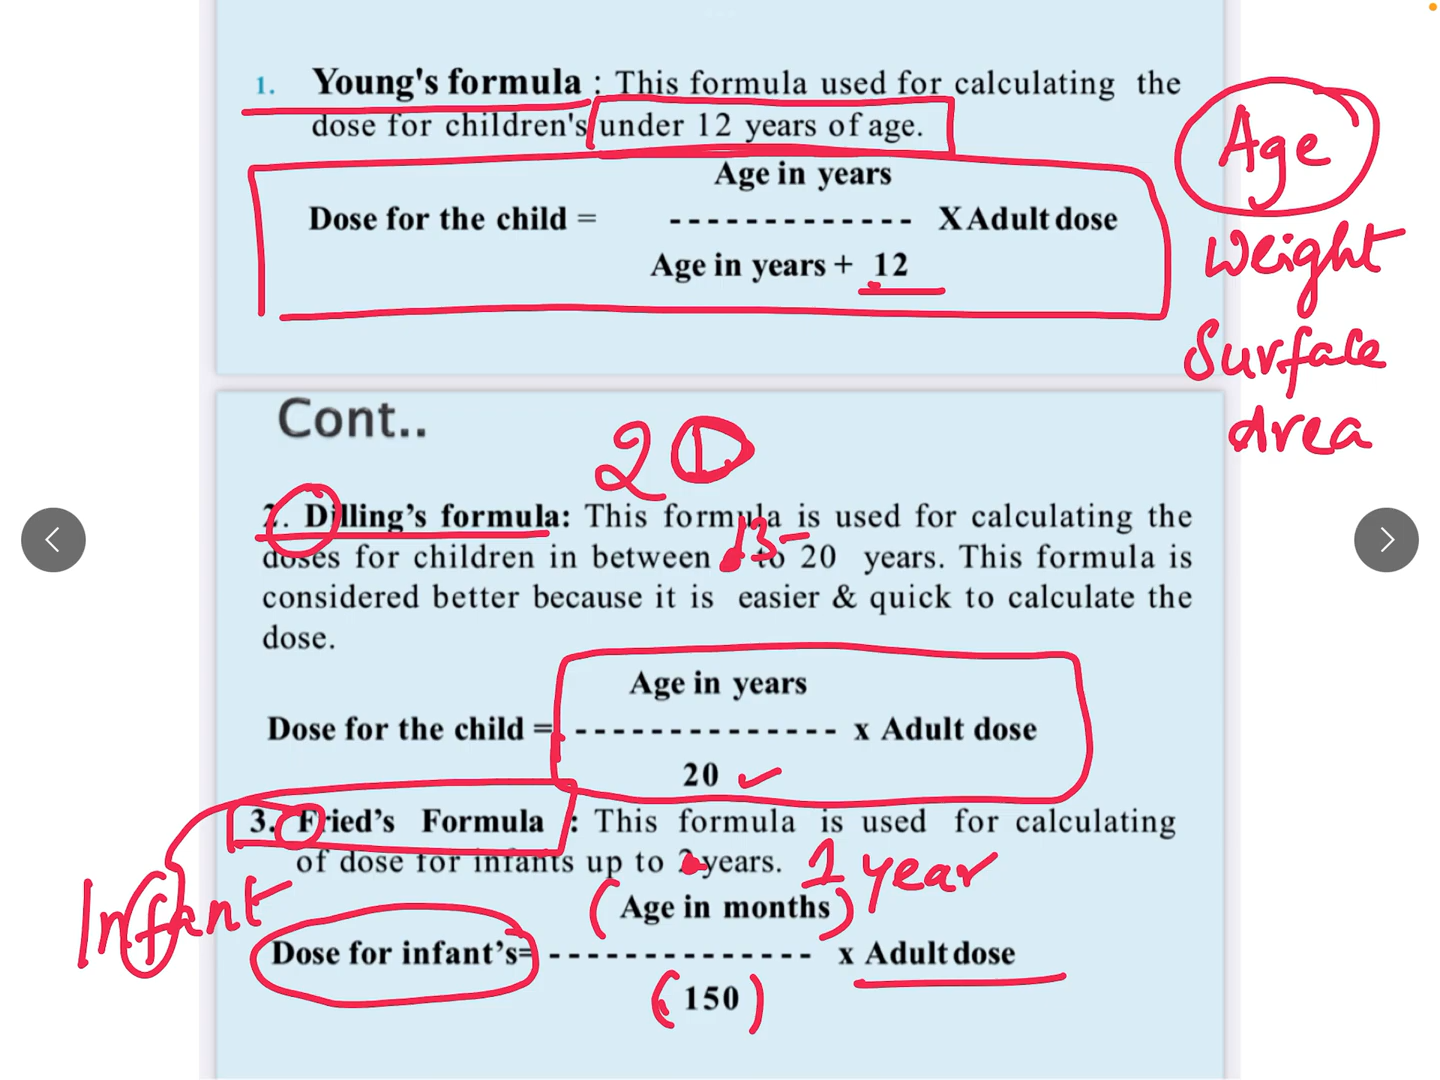 1. Young's formula : This formula used for calculating the
dose for children's under 12 years of age.
Age in years
Dose for the child = ------------- X Adult dose
Age in years + 12
Age
Weight
Surface
Area
Cont..
2 D
2. Dilling’s formula: This formula is used for calculating the
doses for children in between 13- to 20 years. This formula is
considered better because it is easier & quick to calculate the
dose.
Age in years
Dose for the child = -------------- x Adult dose
20
3. Fried’s Formula : This formula is used for calculating
of dose for infants up to years. 1 year
Infant
(Age in months)
Dose for infant’s= -------------- x Adult dose
(150)